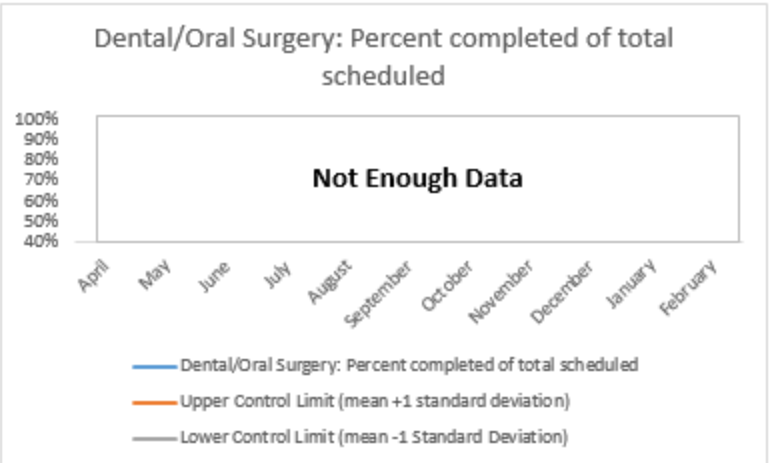 Dental/Oral Surgery: Percent completed of total
scheduled
100%
90%
80%
70%
60%
50%
40%
Not Enough Data
April
May
June
July
August
September
October
November
December
January
February
Dental/Oral Surgery: Percent completed of total scheduled
Upper Control Limit (mean +1 standard deviation)
Lower Control Limit (mean -1 Standard Deviation)